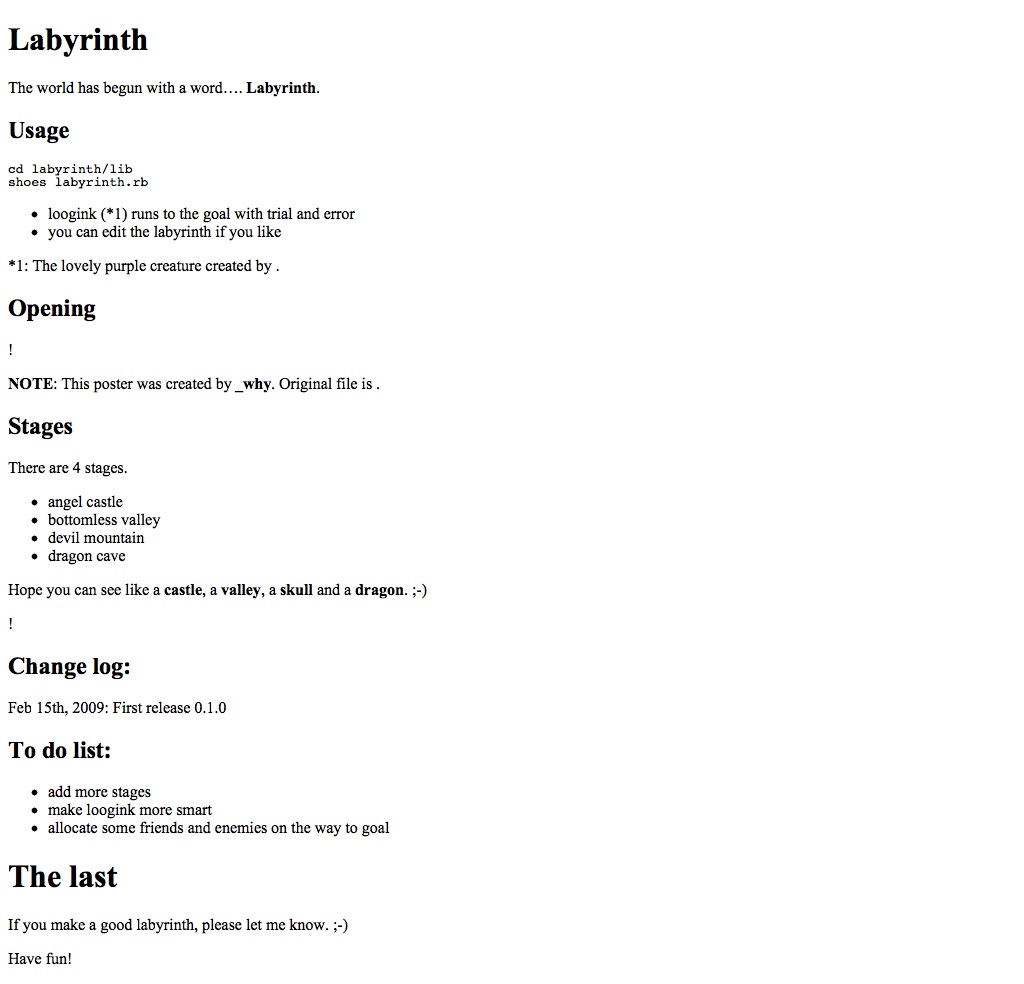 Labyrinth
The world has begun with a word…. Labyrinth.
Usage
cd labyrinth/lib
shoes labyrinth.rb
• loogink (*1) runs to the goal with trial and error
• you can edit the labyrinth if you like
*1: The lovely purple creature created by .
Opening
!
NOTE: This poster was created by _why. Original file is .
Stages
There are 4 stages.
• angel castle
• bottomless valley
• devil mountain
• dragon cave
Hope you can see like a castle, a valley, a skull and a dragon. ;-)
!
Change log:
Feb 15th, 2009: First release 0.1.0
To do list:
• add more stages
• make loogink more smart
• allocate some friends and enemies on the way to goal
The last
If you make a good labyrinth, please let me know. ;-)
Have fun!